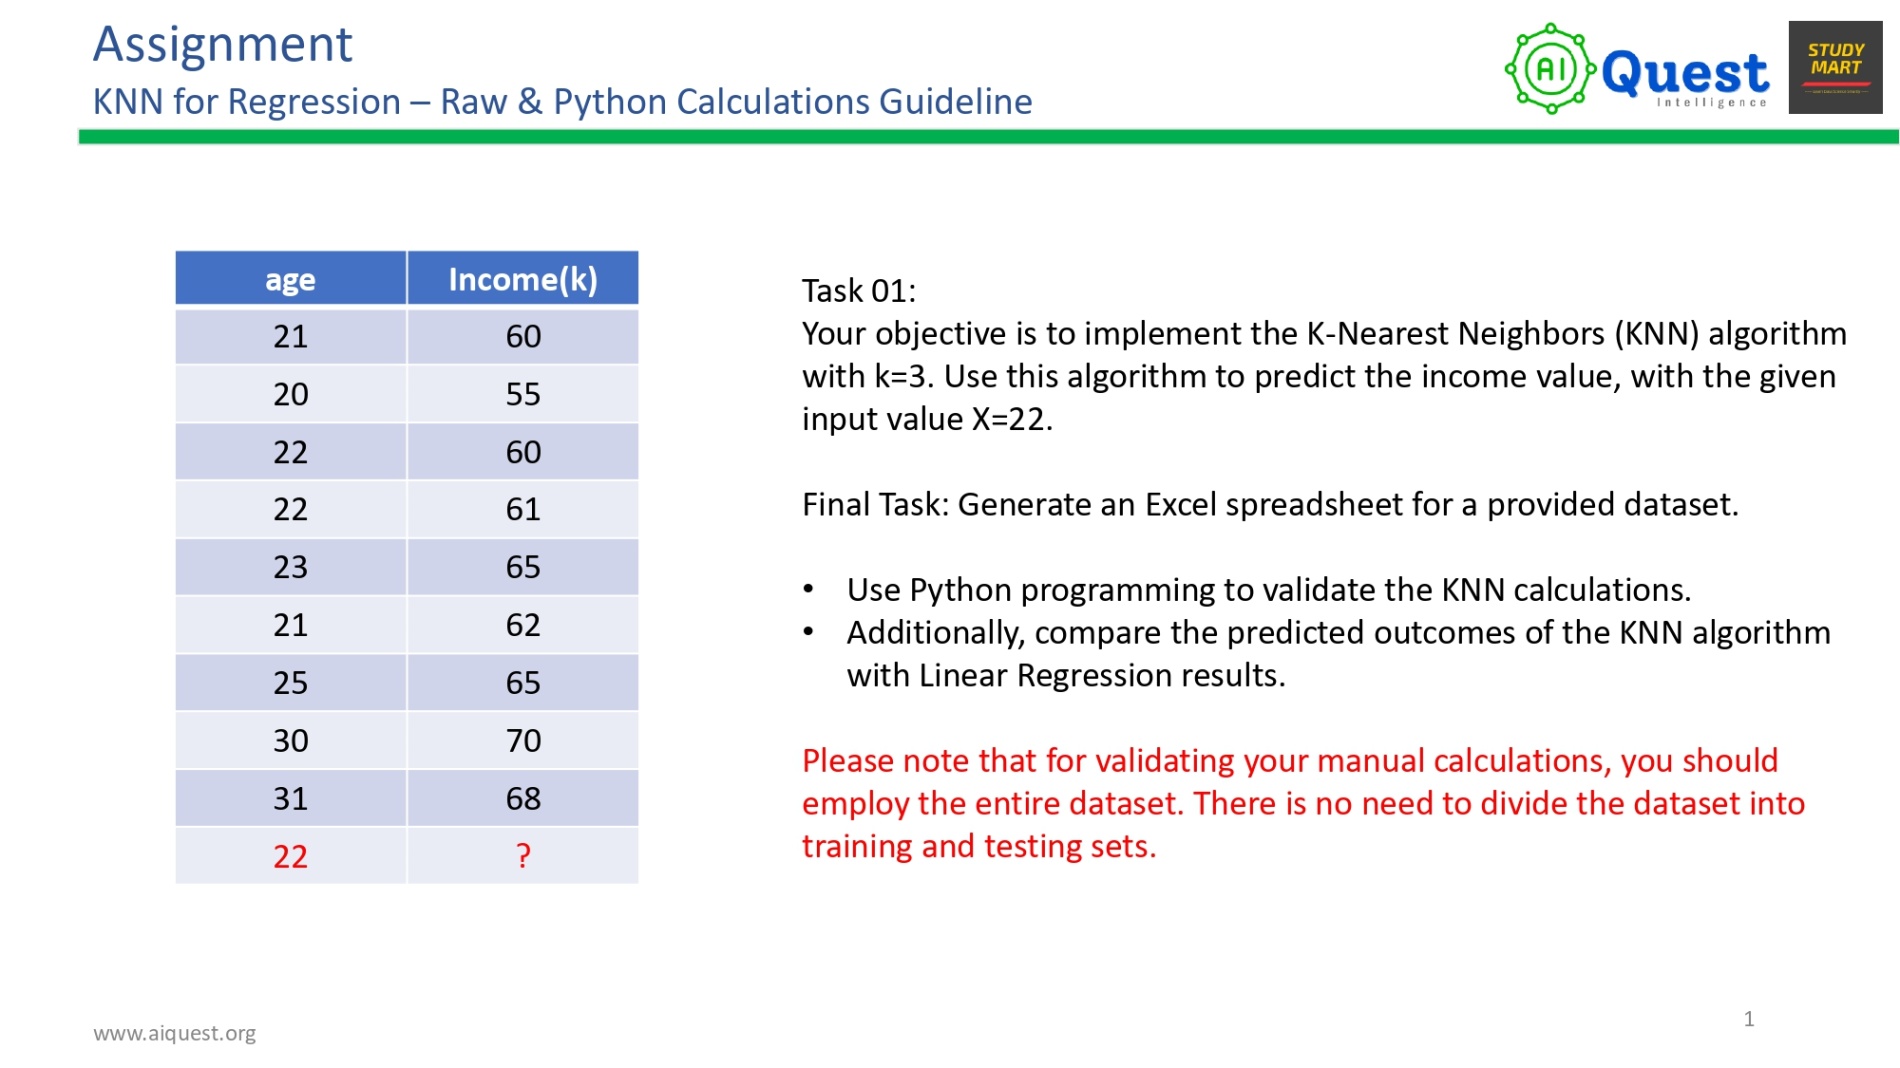 Assignment
KNN for Regression – Raw & Python Calculations Guideline
AI Quest
Intelligence
STUDY
MART
age Income(k)
21 60
20 55
22 60
22 61
23 65
21 62
25 65
30 70
31 68
22 ?
Task 01:
Your objective is to implement the K-Nearest Neighbors (KNN) algorithm
with k=3. Use this algorithm to predict the income value, with the given
input value X=22.
Final Task: Generate an Excel spreadsheet for a provided dataset.
• Use Python programming to validate the KNN calculations.
• Additionally, compare the predicted outcomes of the KNN algorithm
with Linear Regression results.
Please note that for validating your manual calculations, you should
employ the entire dataset. There is no need to divide the dataset into
training and testing sets.
www.aiquest.org
1